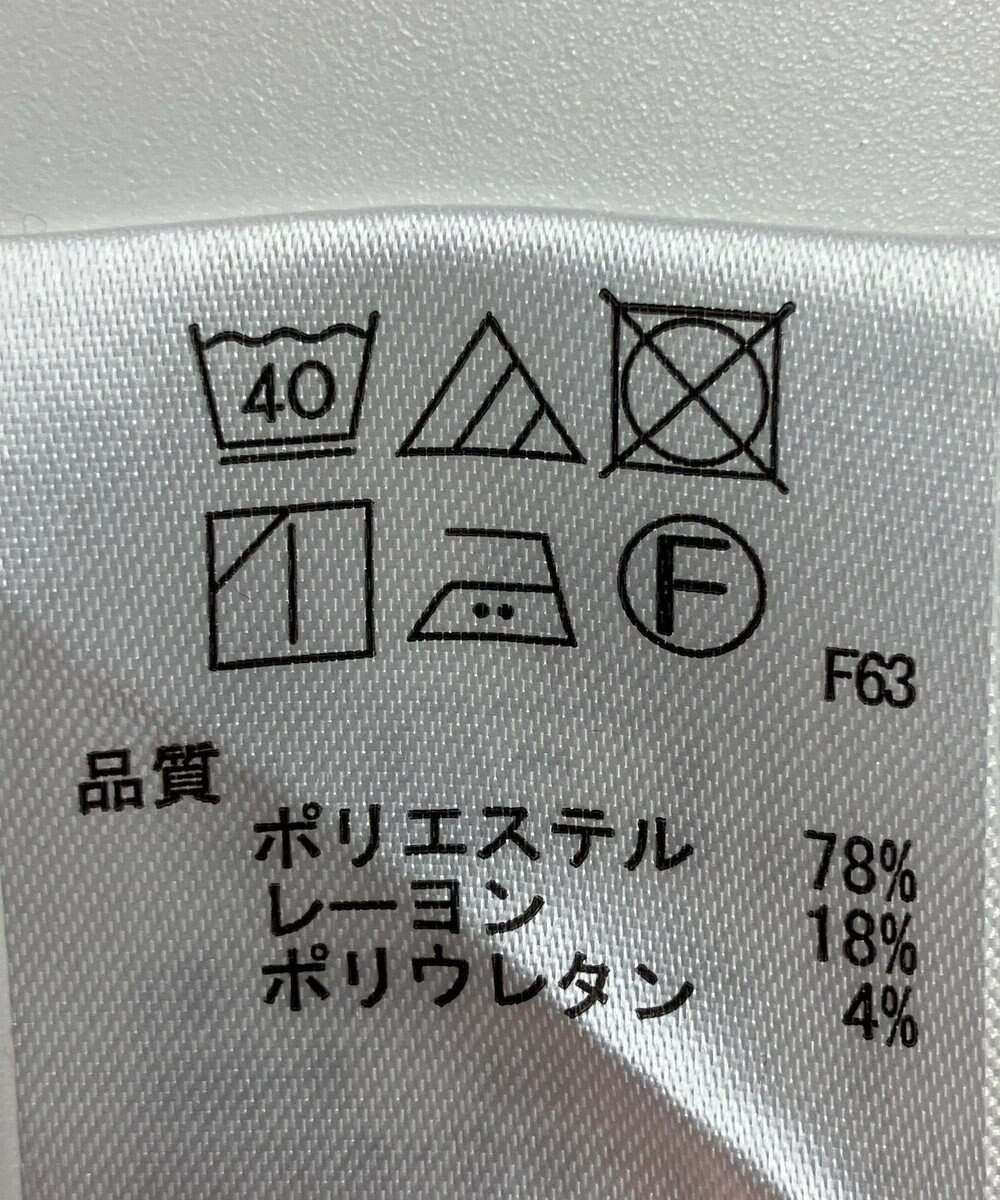 40
F
F63
品質
ポリエステル 78%
レーヨン 18%
ポリウレタン 4%